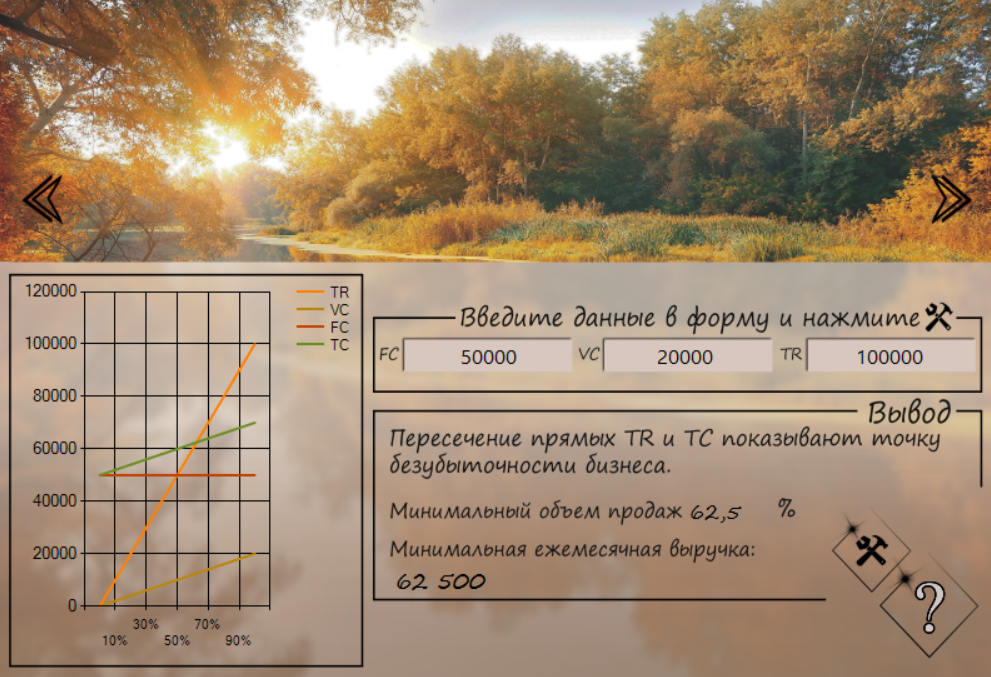 120000
100000
80000
60000
40000
20000
0
10%
30%
50%
70%
90%
TR
VC
FC
TC
Введите данные в форму и нажмите
FC 50000 VC 20000 TR 100000
Вывод
Пересечение прямых TR и TC показывают точку
безубыточности бизнеса.
Минимальный объем продаж 62,5 %
Минимальная ежемесячная выручка:
62 500
?